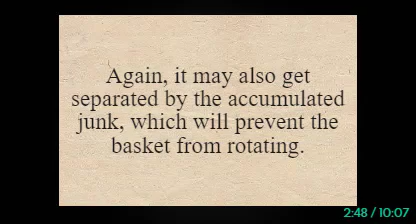 Again, it may also get
separated by the accumulated
junk, which will prevent the
basket from rotating.
2:48 / 10:07